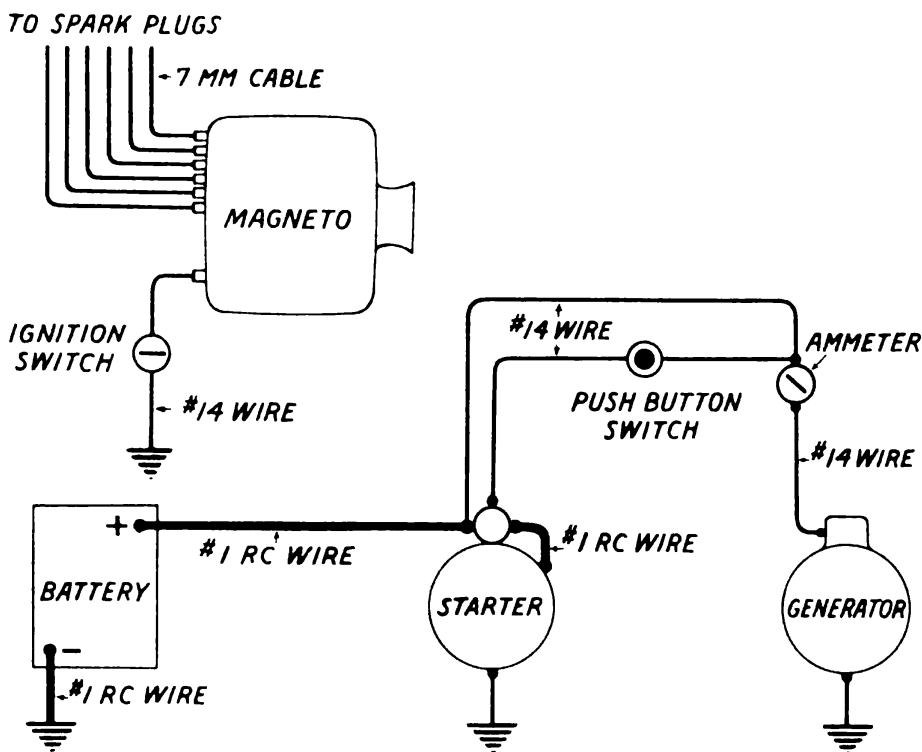 TO SPARK PLUGS
7 MM CABLE
MAGNETO
IGNITION
SWITCH
#14 WIRE
#14 WIRE
AMMETER
PUSH BUTTON
SWITCH
#14 WIRE
+
#1 RC WIRE
#1 RC WIRE
BATTERY
STARTER
GENERATOR
-
#1 RC WIRE